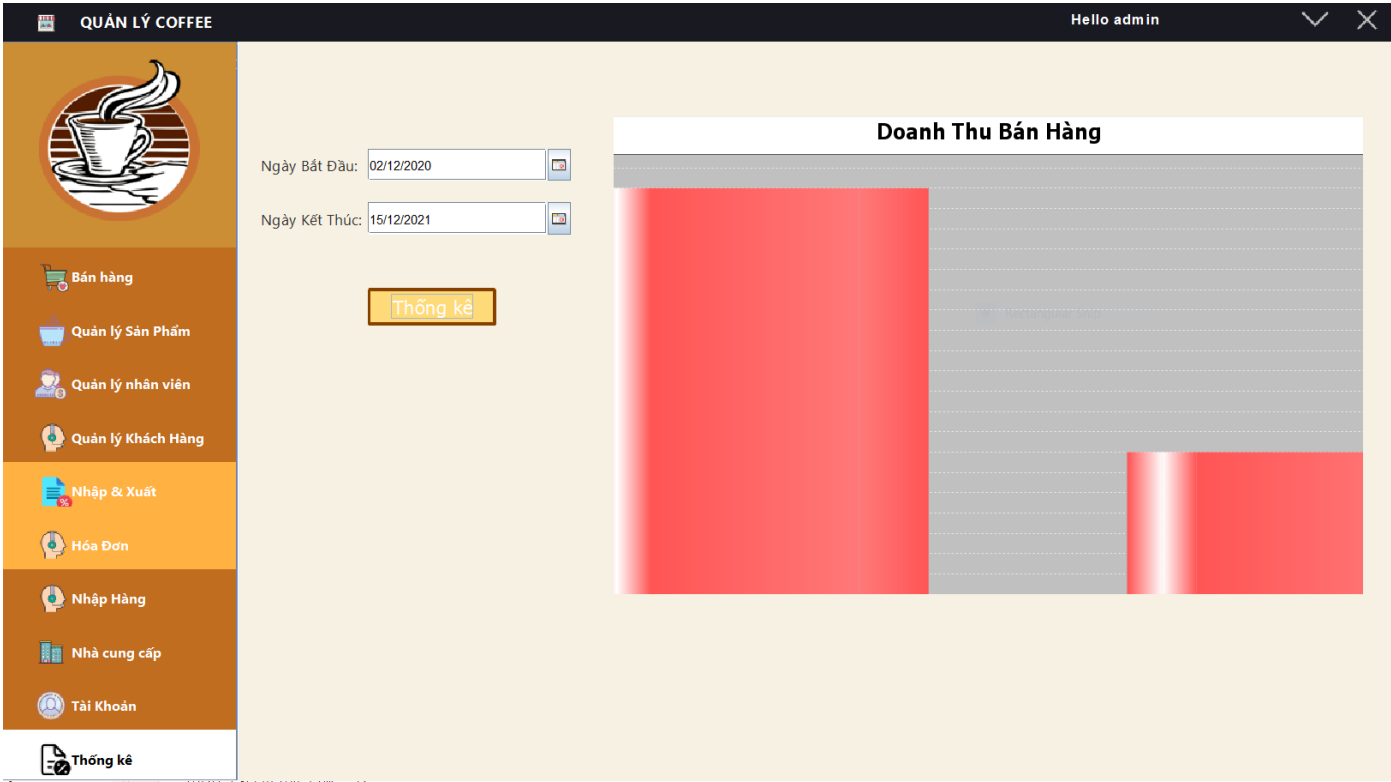 QUẢN LÝ COFFEE
Hello admin
Doanh Thu Bán Hàng
Ngày Bắt Đầu:
02/12/2020
Ngày Kết Thúc:
15/12/2021
Thống kê
Bán hàng
Quản lý Sản Phẩm
Quản lý nhân viên
Quản lý Khách Hàng
Nhập & Xuất
Hóa Đơn
Nhập Hàng
Nhà cung cấp
Tài Khoản
Thống kê